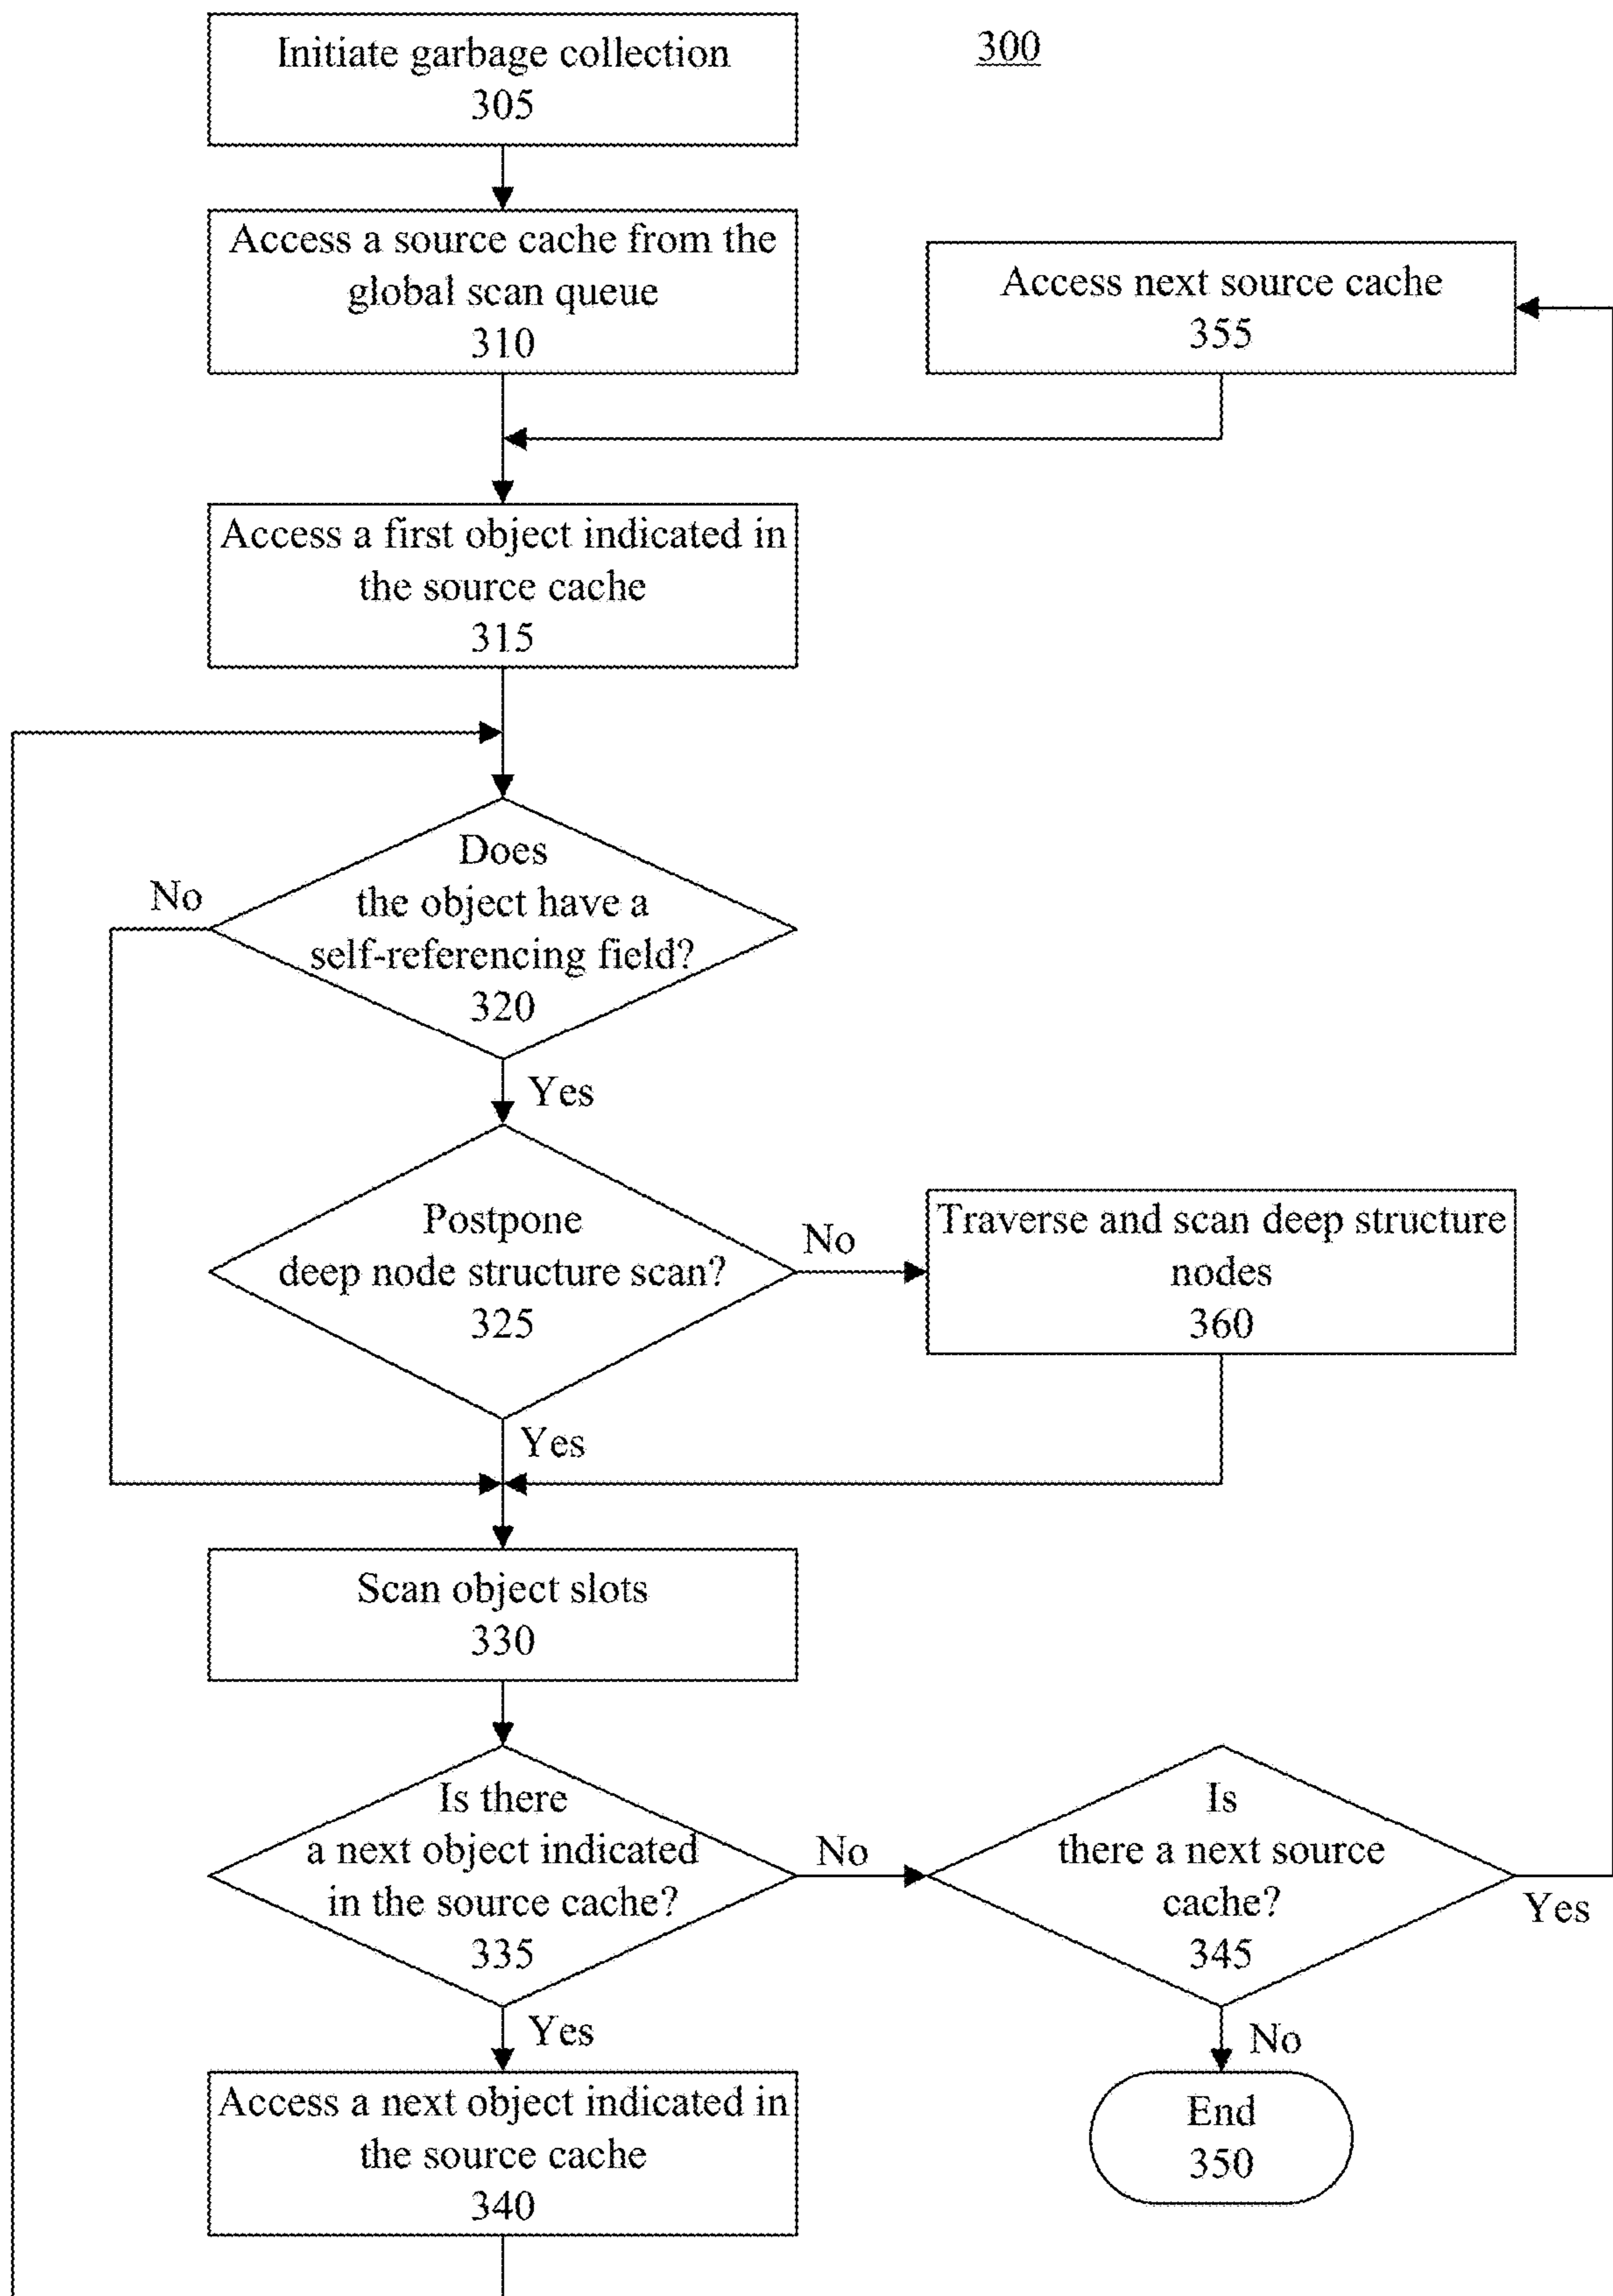 Initiate garbage collection
305
300
Access a source cache from the
global scan queue
310
Access next source cache
355
Access a first object indicated in
the source cache
315
Does
the object have a
self-referencing field?
320
No
Yes
Postpone
deep node structure scan?
325
No
Traverse and scan deep structure
nodes
360
Yes
Scan object slots
330
Is there
a next object indicated
in the source cache?
335
No
Is
there a next source
cache?
345
Yes
Yes
No
Access a next object indicated in
the source cache
340
End
350